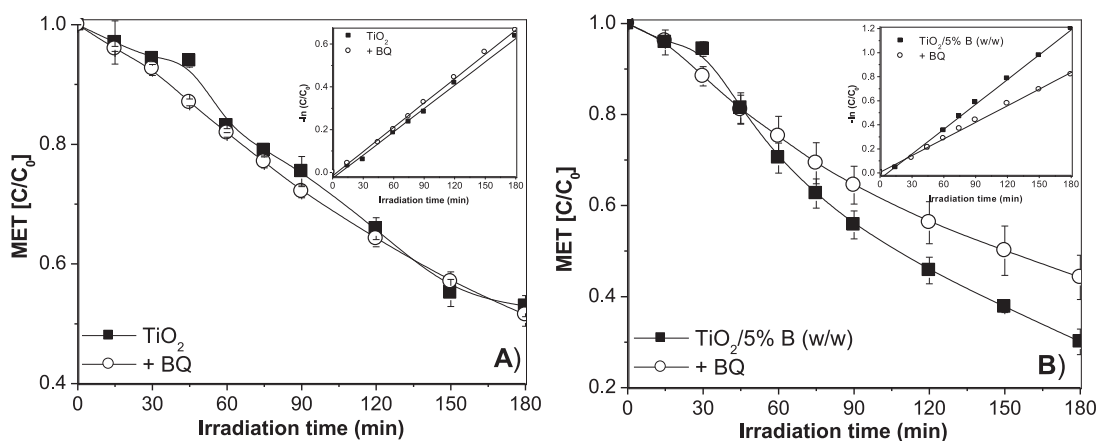 1.0
0.8
0.6
0.4
MET [C/C₀]
0 30 60 90 120 150 180
Irradiation time (min)
TiO₂
+ BQ
A)
0.6
0.4
0.2
0.0
-ln (C/C₀)
0 30 60 90 120 150 180
Irradiation time (min)
TiO₂
+ BQ
1.0
0.8
0.6
0.4
0.2
MET [C/C₀]
0 30 60 90 120 150 180
Irradiation time (min)
TiO₂/5% B (w/w)
+ BQ
B)
1.2
1.0
0.8
0.6
0.4
0.2
0.0
-ln (C/C₀)
0 30 60 90 120 150 180
Irradiation time (min)
TiO₂/5% B (w/w)
+ BQ